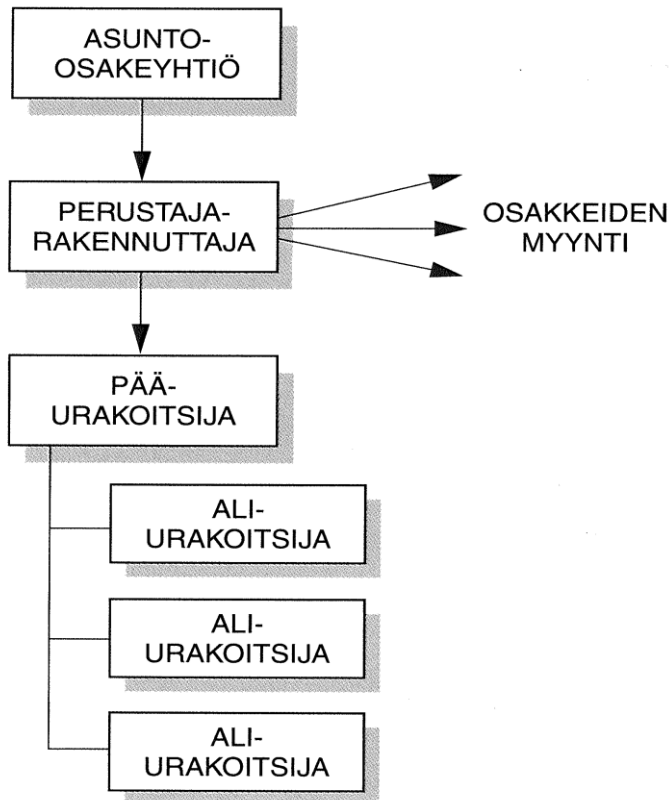 ASUNTO-
OSAKEYHTIÖ
PERUSTAJA-
RAKENNUTTAJA
OSAKKEIDEN
MYYNTI
PÄÄ-
URAKOITSIJA
ALI-
URAKOITSIJA
ALI-
URAKOITSIJA
ALI-
URAKOITSIJA